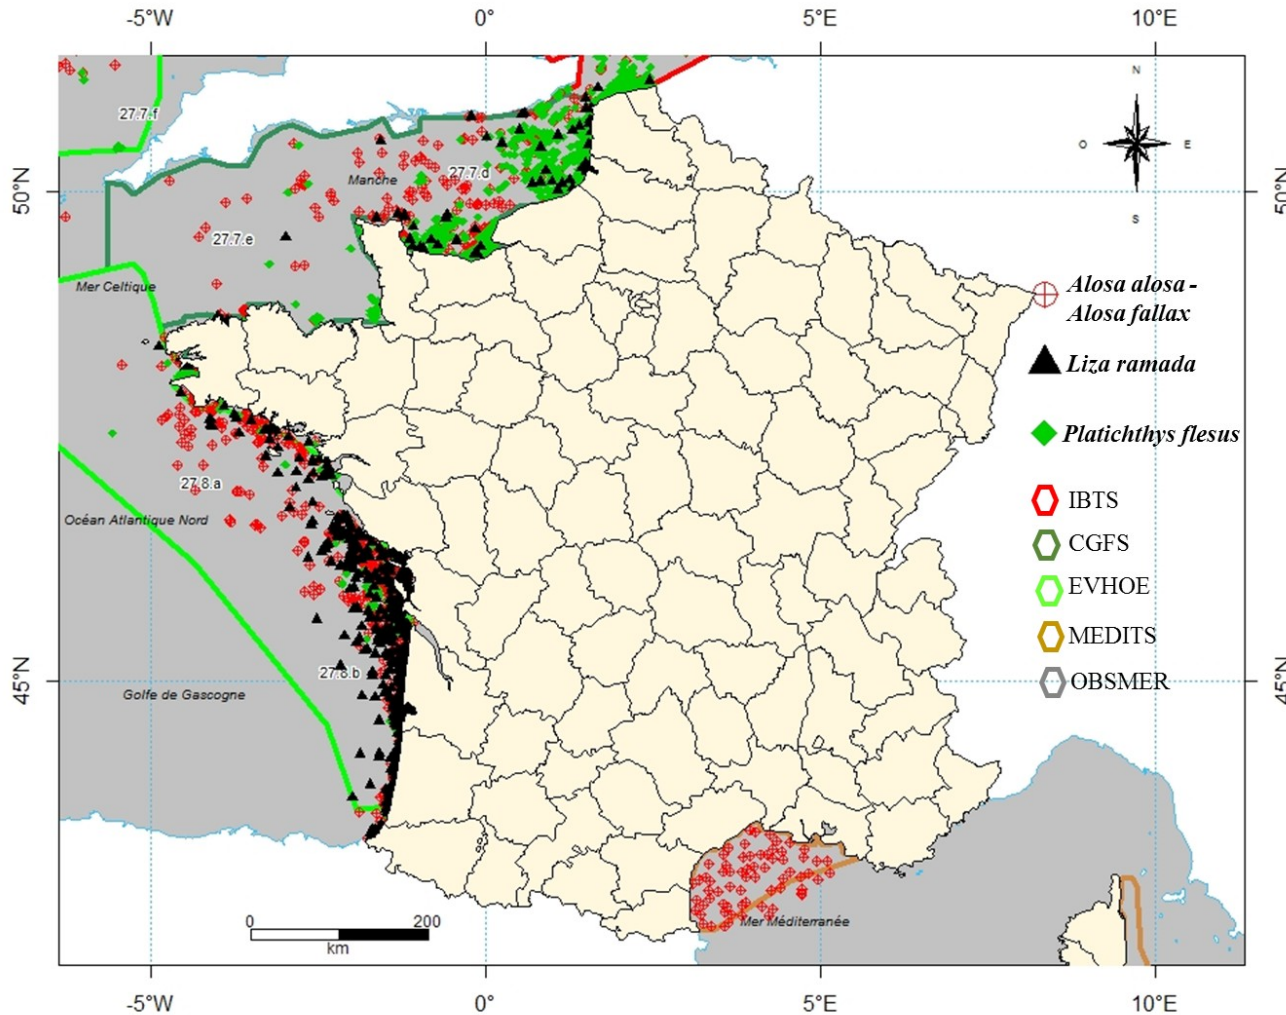 -5°W 0° 5°E 10°E
27.7.f
N
O E
S
50°N 50°N
27.7.d
Manche
27.7.e
Mer Celtique
Alosa alosa -
Alosa fallax
Liza ramada
Platichthys flesus
27.8.a
IBTS
Océan Atlantique Nord
CGFS
EVHOE
MEDITS
45°N 45°N
27.8.b
OBSMER
Golfe de Gascogne
0 200
km
Mer Méditerranée
-5°W 0° 5°E 10°E